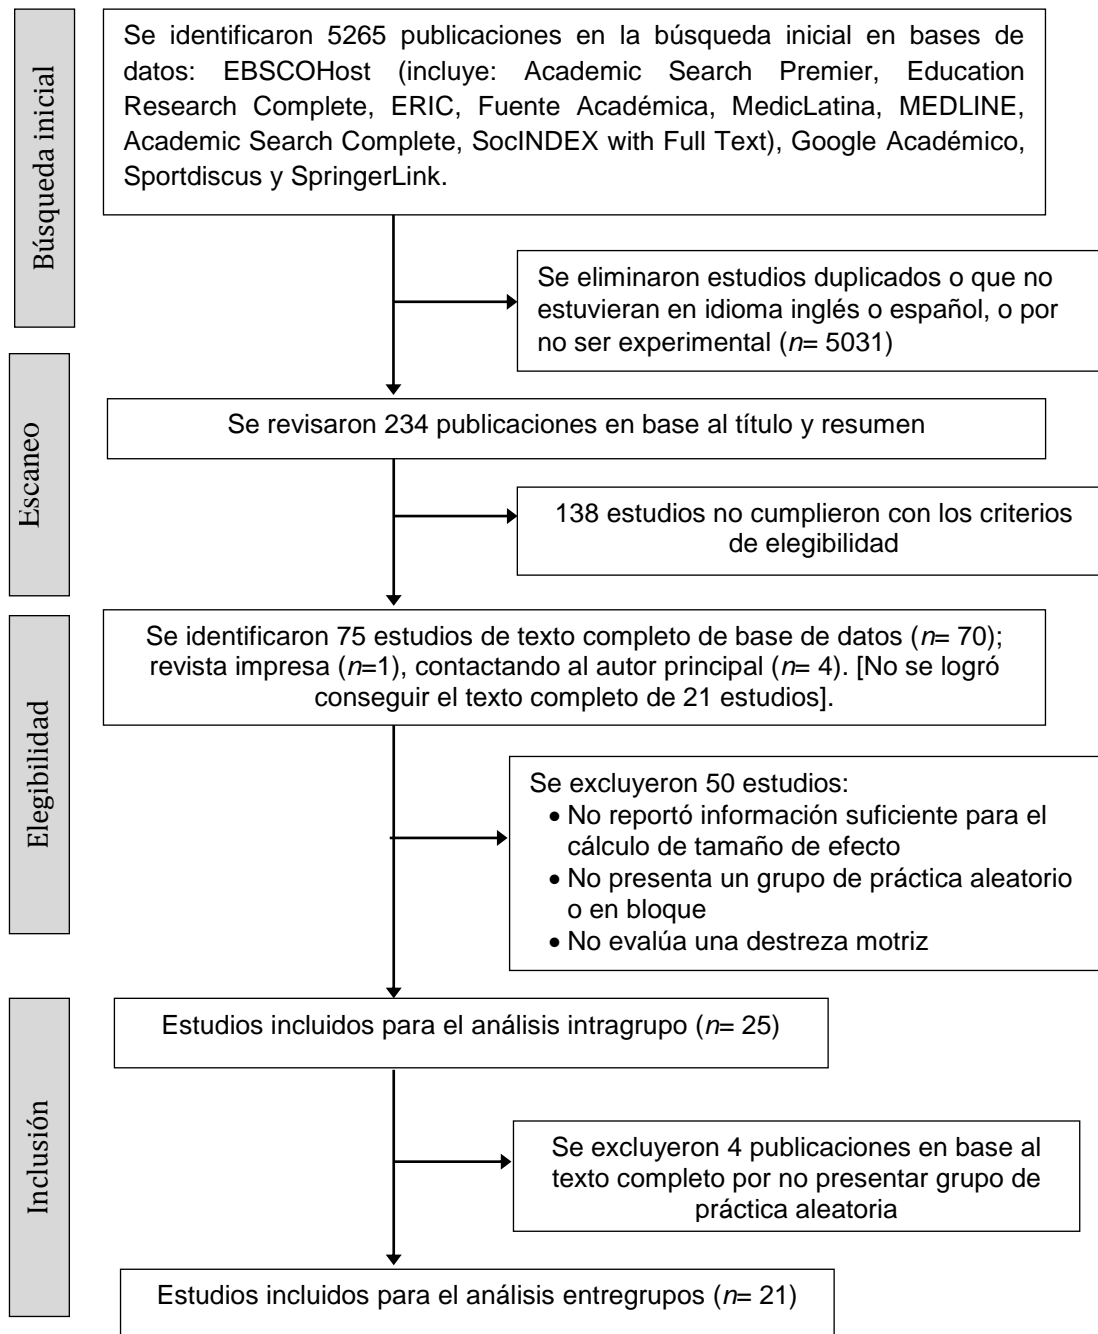 Búsqueda inicial
Se identificaron 5265 publicaciones en la búsqueda inicial en bases de
datos: EBSCOHost (incluye: Academic Search Premier, Education
Research Complete, ERIC, Fuente Académica, MedicLatina, MEDLINE,
Academic Search Complete, SocINDEX with Full Text), Google Académico,
Sportdiscus y SpringerLink.
Se eliminaron estudios duplicados o que no
estuvieran en idioma inglés o español, o por
no ser experimental (n= 5031)
Escaneo
Se revisaron 234 publicaciones en base al título y resumen
138 estudios no cumplieron con los criterios
de elegibilidad
Elegibilidad
Se identificaron 75 estudios de texto completo de base de datos (n= 70);
revista impresa (n=1), contactando al autor principal (n= 4). [No se logró
conseguir el texto completo de 21 estudios].
Se excluyeron 50 estudios:
• No reportó información suficiente para el
cálculo de tamaño de efecto
• No presenta un grupo de práctica aleatorio
o en bloque
• No evalúa una destreza motriz
Inclusión
Estudios incluidos para el análisis intragrupo (n= 25)
Se excluyeron 4 publicaciones en base al
texto completo por no presentar grupo de
práctica aleatoria
Estudios incluidos para el análisis entregrupos (n= 21)